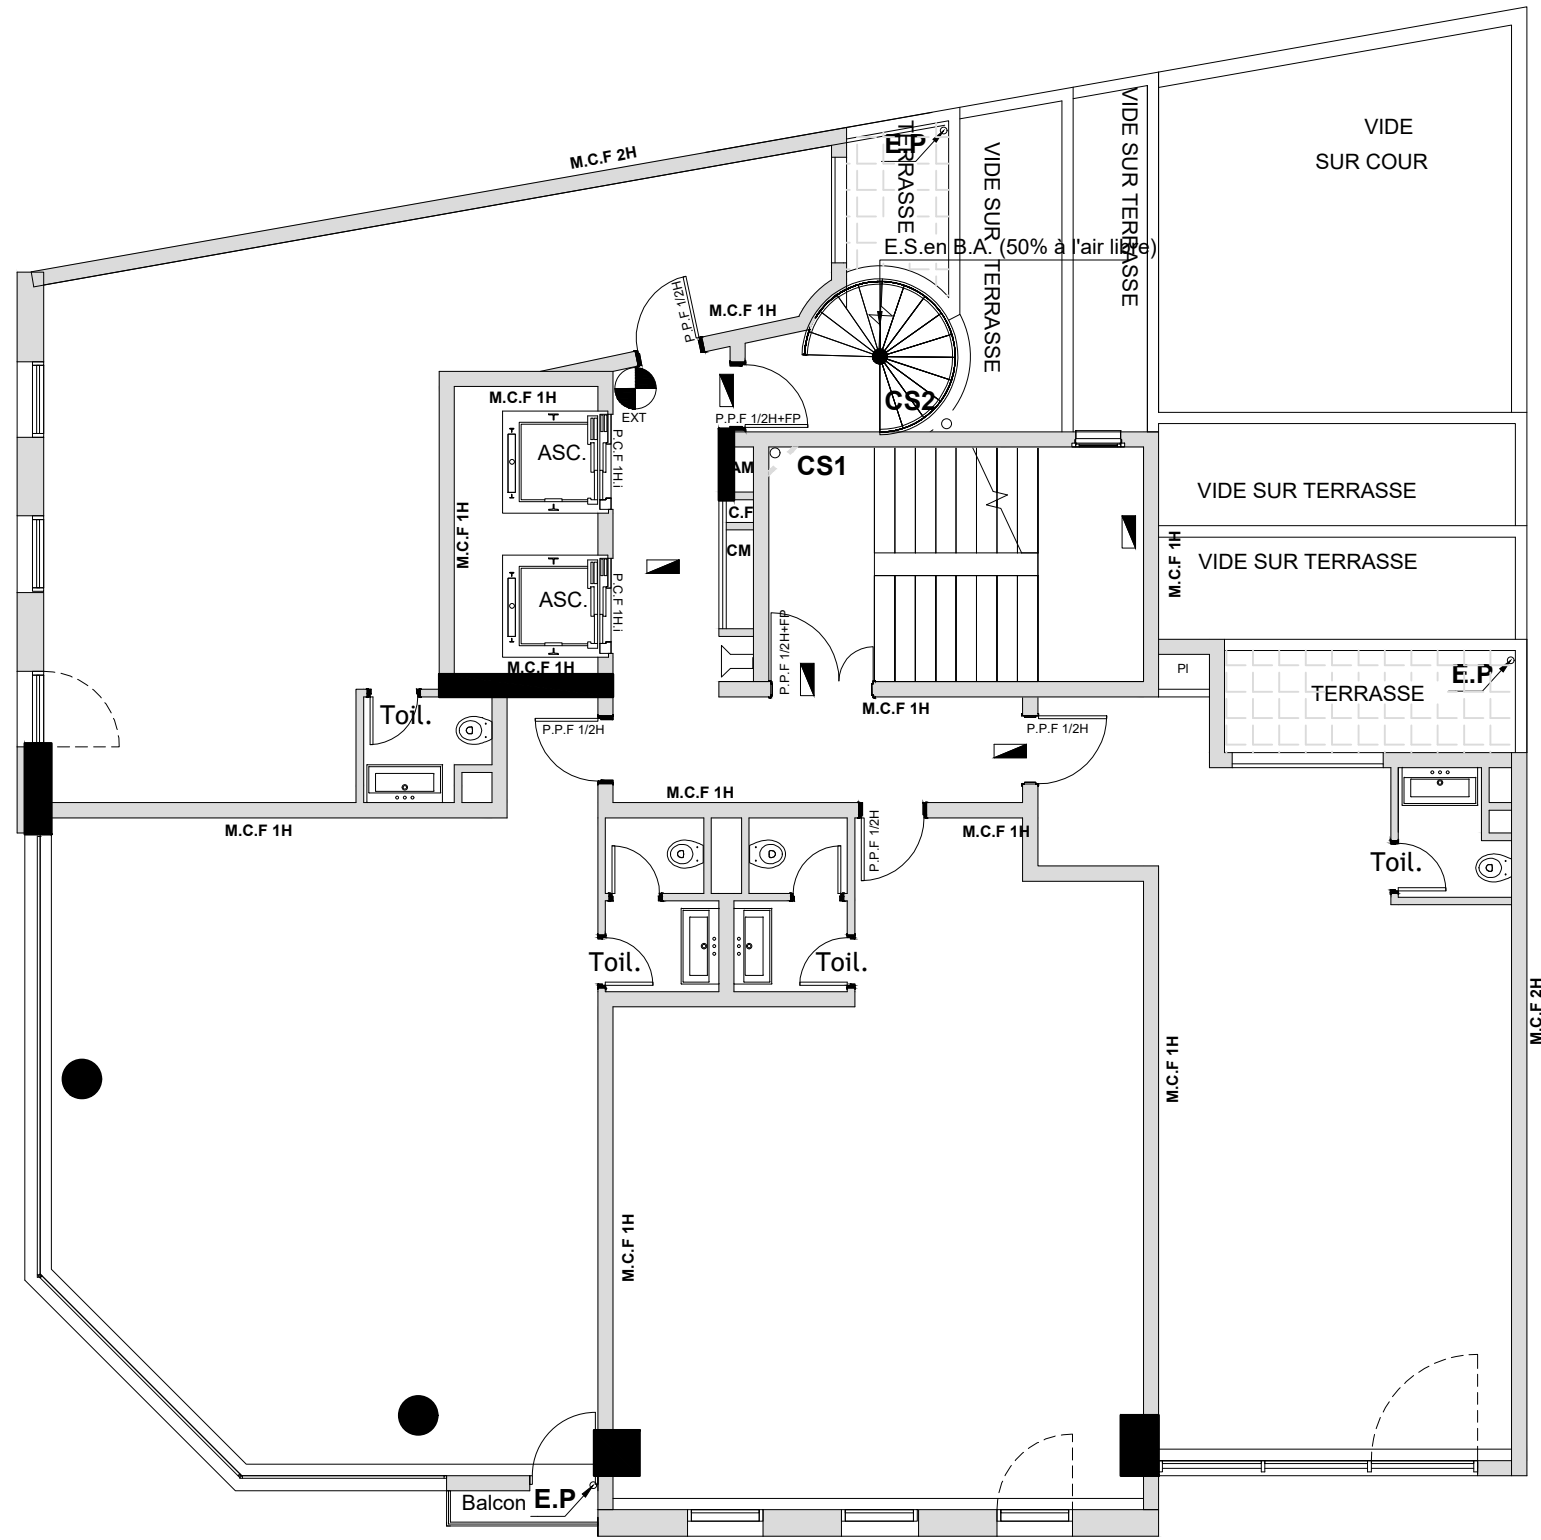 M.C.F 2H
VIDE
SUR COUR
E.P
TERRASSE
VIDE SUR TERRASSE
VIDE SUR TERRASSE
E.S.en B.A. (50% à l'air libre)
P.P.F 1/2H
M.C.F 1H
EXT
P.P.F 1/2H+FP
CS2
M.C.F 1H
ASC.
P.C.F 1H.i
AM
CS1
C.F
CM
M.C.F 1H
VIDE SUR TERRASSE
VIDE SUR TERRASSE
M.C.F 1H
ASC.
P.C.F 1H.i
M.C.F 1H
P.P.F 1/2H+FP
PI
E.P
TERRASSE
Toil.
P.P.F 1/2H
M.C.F 1H
P.P.F 1/2H
M.C.F 1H
M.C.F 1H
M.C.F 1H
P.P.F 1/2H
Toil.
Toil.
Toil.
M.C.F 2H
M.C.F 1H
M.C.F 1H
Balcon
E.P